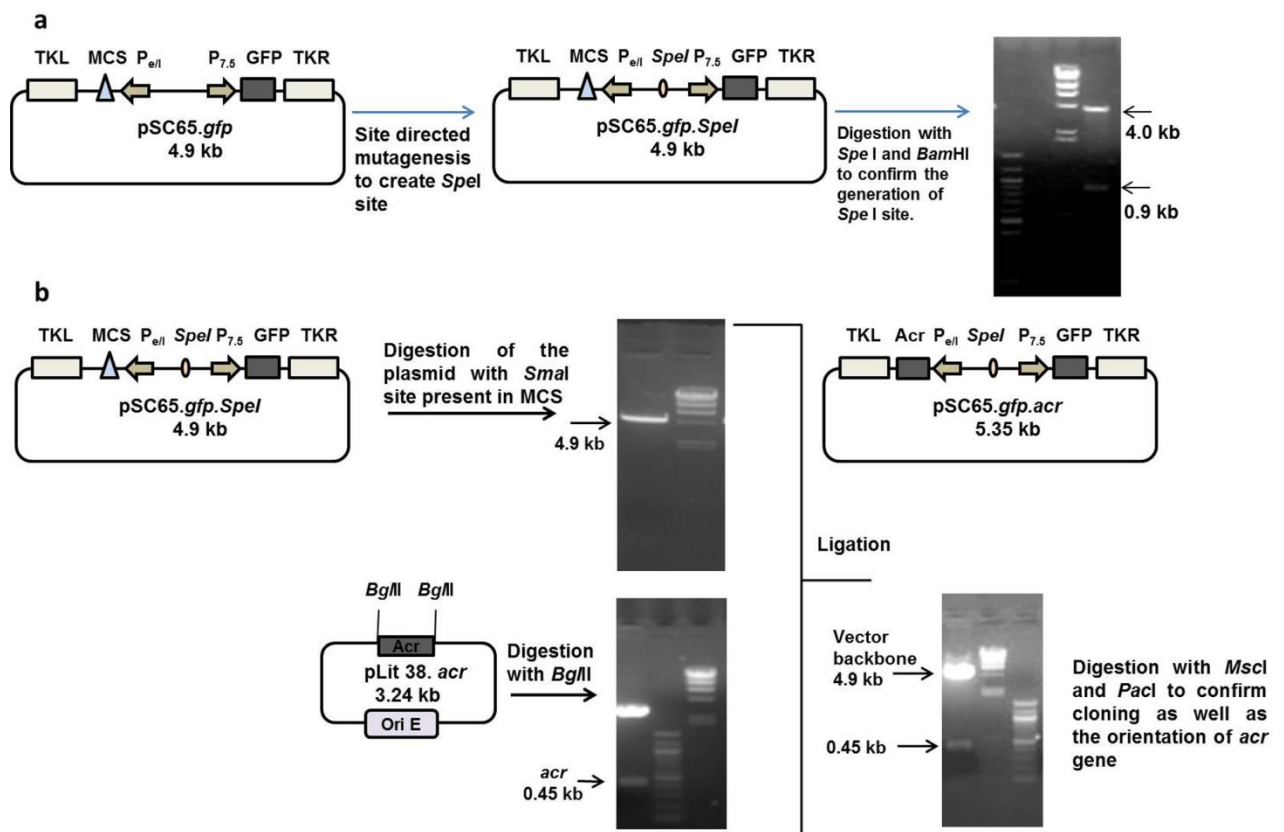 a
TKL MCS Pe/l P7.5 GFP TKR
pSC65.gfp
4.9 kb
Site directed
mutagenesis
to create SpeI
site
TKL MCS Pe/l SpeI P7.5 GFP TKR
pSC65.gfp.SpeI
4.9 kb
Digestion with
Spe I and BamHI
to confirm the
generation of
Spe I site.
4.0 kb
0.9 kb
b
TKL MCS Pe/l SpeI P7.5 GFP TKR
pSC65.gfp.SpeI
4.9 kb
Digestion of the
plasmid with SmaI
site present in MCS
4.9 kb
TKL Acr Pe/l SpeI P7.5 GFP TKR
pSC65.gfp.acr
5.35 kb
Ligation
BglII BglII
Acr
pLit 38. acr
3.24 kb
Ori E
Digestion
with BglII
acr
0.45 kb
Vector
backbone
4.9 kb
0.45 kb
Digestion with MscI
and PacI to confirm
cloning as well as
the orientation of acr
gene